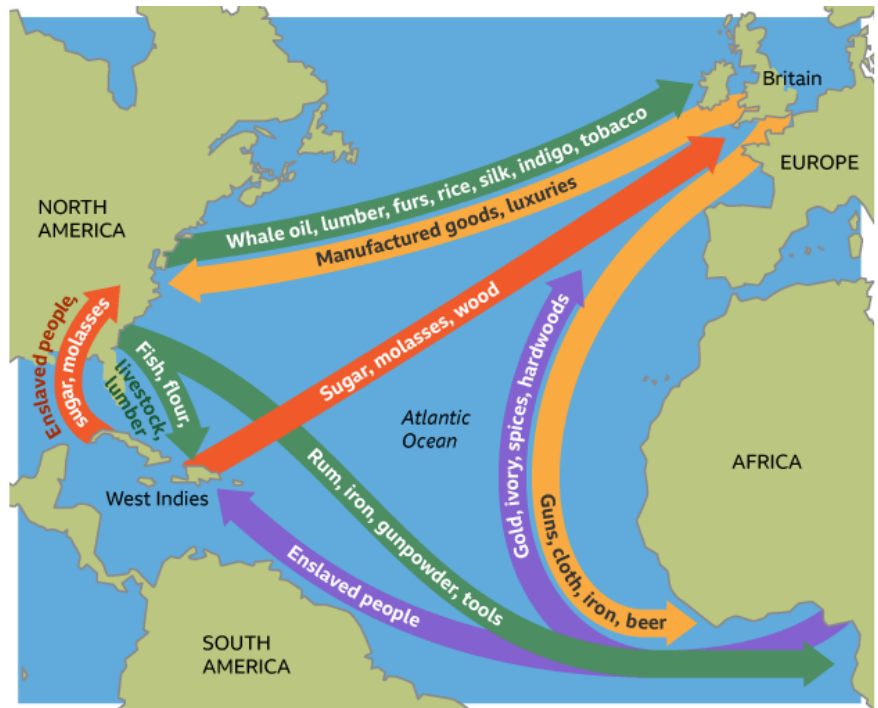 Britain
EUROPE
NORTH
AMERICA
Whale oil, lumber, furs, rice, silk, indigo, tobacco
Manufactured goods, luxuries
Enslaved people,
sugar, molasses
Fish, flour,
livestock,
lumber
Sugar, molasses, wood
Gold, ivory, spices, hardwoods
Atlantic
Ocean
AFRICA
West Indies
Rum, iron, gunpowder, tools
Guns, cloth, iron, beer
Enslaved people
SOUTH
AMERICA